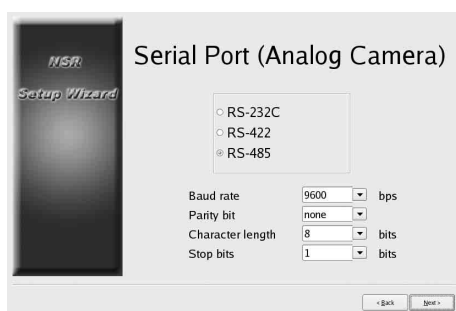 NSR
Setup Wizard
Serial Port (Analog Camera)
RS-232C
RS-422
RS-485
Baud rate 9600 bps
Parity bit none
Character length 8 bits
Stop bits 1 bits
< Back Next >